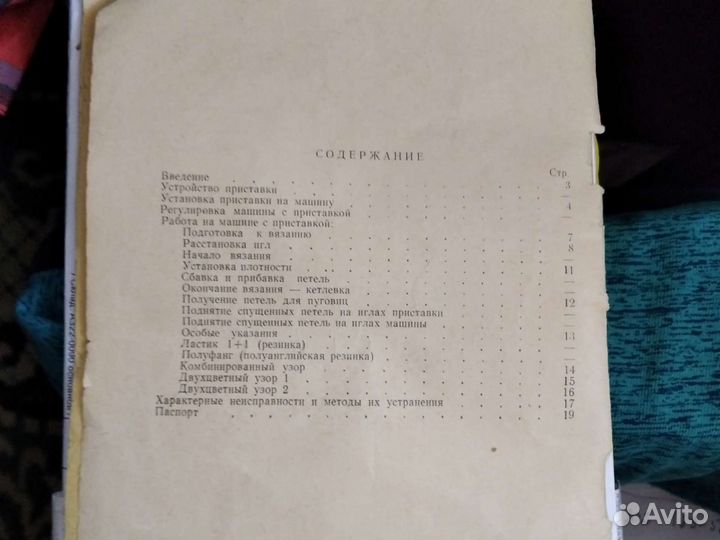 СОДЕРЖАНИЕ
Стр.
Введение . . . . . . . . . . 3
Устройство приставки . . . . . . . . —
Установка приставки на машину . . . . . . 4
Регулировка машины с приставкой . . . . . . —
Работа на машине с приставкой:
Подготовка к вязанию . . . . . . . 7
Расстановка игл . . . . . . . . 8
Начало вязания . . . . . . . . —
Установка плотности . . . . . . . 11
Сбавка и прибавка петель . . . . . . —
Окончание вязания — кетлевка . . . . . —
Получение петель для пуговиц . . . . . 12
Поднятие спущенных петель на иглах приставки . . . —
Поднятие спущенных петель на иглах машины . . . —
Особые указания . . . . . . . . 13
Ластик 1+1 (резинка) . . . . . . . —
Полуфанг (полуанглийская резинка) . . . . . —
Комбинированный узор . . . . . . . 14
Двухцветный узор 1 . . . . . . . 15
Двухцветный узор 2 . . . . . . . 16
Характерные неисправности и методы их устранения . . . 17
Паспорт . . . . . . . . . . 19
Avito